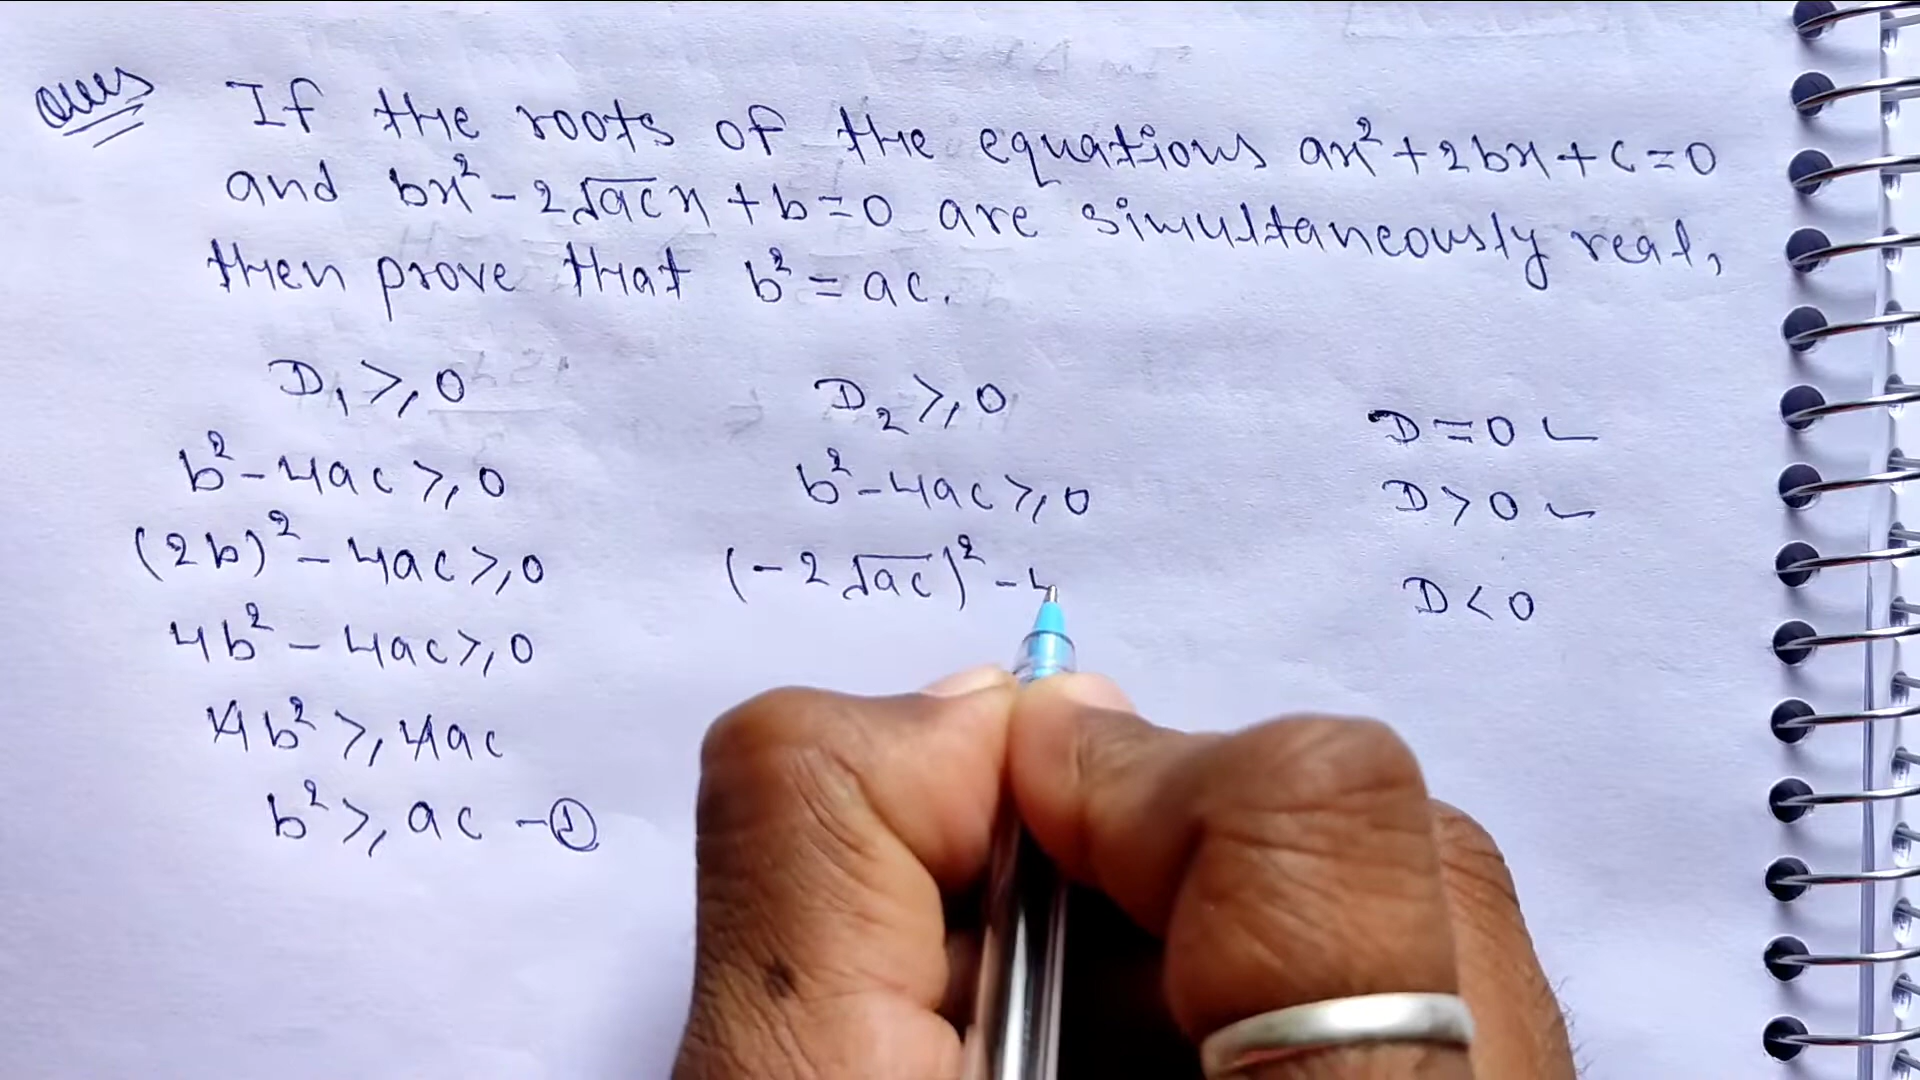 Ques If the roots of the equations ax²+2bx+c=0
and bx²-2√ac x+b=0 are simultaneously real,
then prove that b²=ac.
D₁≥0
b²-4ac≥0
(2b)²-4ac≥0
4b²-4ac≥0
4b²≥4ac
b²≥ac -①
D₂≥0
b²-4ac≥0
(-2√ac)²-4
D=0 ✓
D>0 ✓
D<0